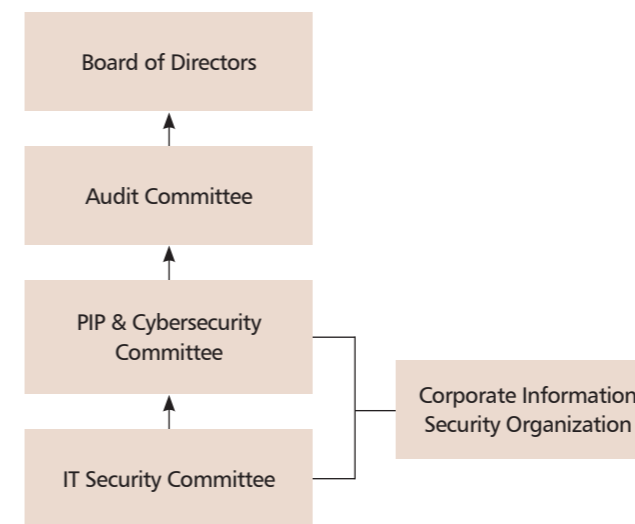 Board of Directors
Audit Committee
PIP & Cybersecurity
Committee
Corporate Information
Security Organization
IT Security Committee